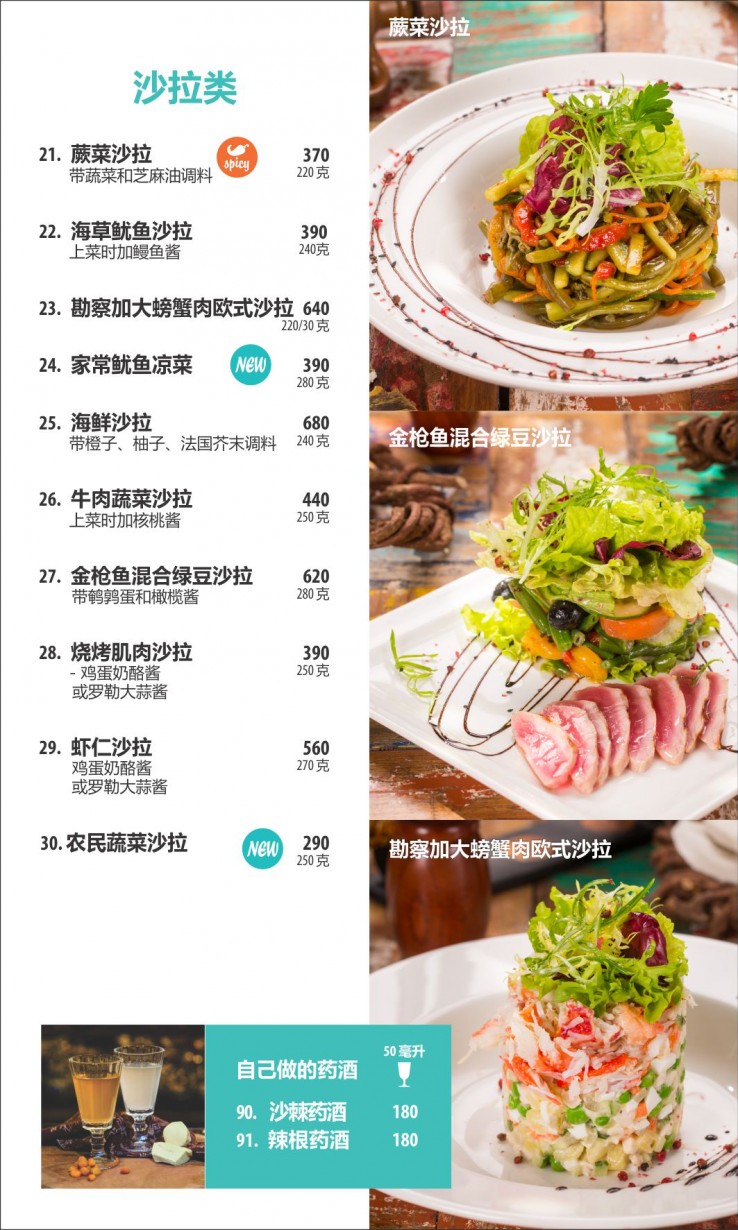 沙拉类
21. 蕨菜沙拉 spicy 370
带蔬菜和芝麻油调料 220 克
22. 海草鱿鱼沙拉 390
上菜时加鳗鱼酱 240克
23. 勘察加大螃蟹肉欧式沙拉 640
220/30 克
24. 家常鱿鱼凉菜 NEW 390
280 克
25. 海鲜沙拉 680
带橙子、柚子、法国芥末调料 240 克
26. 牛肉蔬菜沙拉 440
上菜时加核桃酱 250 克
27. 金枪鱼混合绿豆沙拉 620
带鹌鹑蛋和橄榄酱 280 克
28. 烧烤肌肉沙拉 390
- 鸡蛋奶酪酱 250 克
或罗勒大蒜酱
29. 虾仁沙拉 560
鸡蛋奶酪酱 270 克
或罗勒大蒜酱
30. 农民蔬菜沙拉 NEW 290
250 克
自己做的药酒 50 毫升
90. 沙棘药酒 180
91. 辣根药酒 180
蕨菜沙拉
金枪鱼混合绿豆沙拉
勘察加大螃蟹肉欧式沙拉